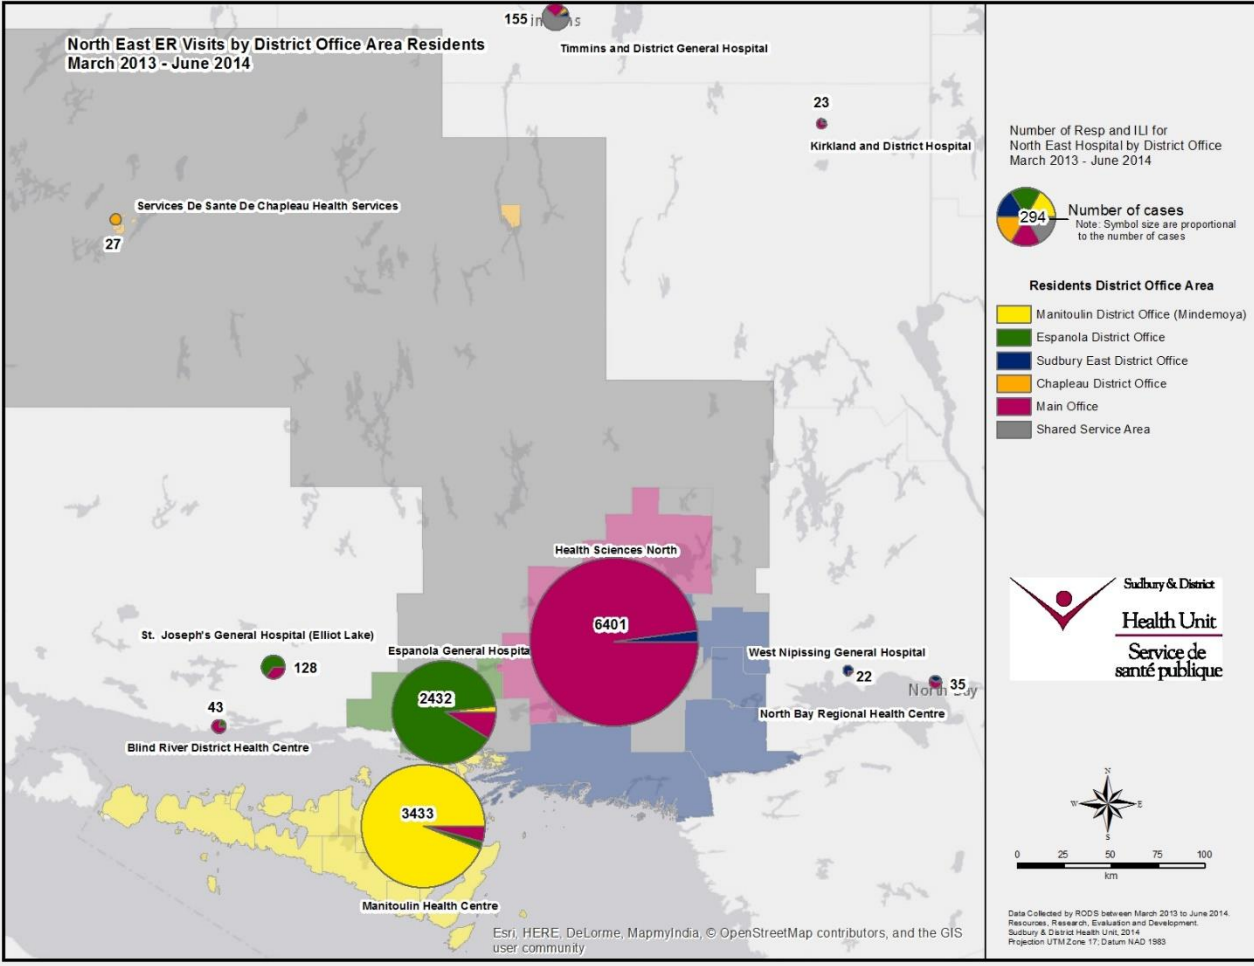 North East ER Visits by District Office Area Residents
March 2013 - June 2014
155
Timmins and District General Hospital
23
Kirkland and District Hospital
Services De Sante De Chapleau Health Services
27
Health Sciences North
6401
St. Joseph's General Hospital (Elliot Lake)
128
Espanola General Hospita
2432
West Nipissing General Hospital
22
North Bay
35
North Bay Regional Health Centre
43
Blind River District Health Centre
3433
Manitoulin Health Centre
Esri, HERE, DeLorme, MapmyIndia, © OpenStreetMap contributors, and the GIS
user community
Number of Resp and ILI for
North East Hospital by District Office
March 2013 - June 2014
294
Number of cases
Note: Symbol size are proportional
to the number of cases
Residents District Office Area
Manitoulin District Office (Mindemoya)
Espanola District Office
Sudbury East District Office
Chapleau District Office
Main Office
Shared Service Area
Sudbury & District
Health Unit
Service de
santé publique
N
W E
S
0 25 50 75 100
km
Data Collected by RODS between March 2013 to June 2014.
Resources, Research, Evaluation and Development.
Sudbury & District Health Unit, 2014
Projection UTM Zone 17; Datum NAD 1983